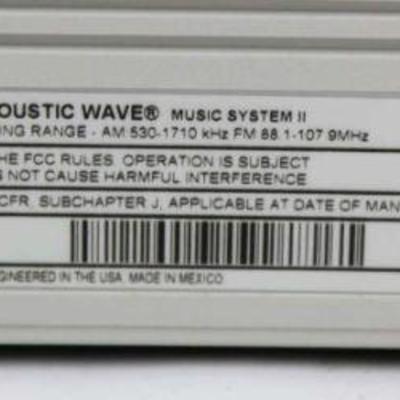 OUSTIC WAVE® MUSIC SYSTEM II
ING RANGE - AM 530-1710 kHz FM 88.1-107.9MHz
HE FCC RULES. OPERATION IS SUBJECT
S NOT CAUSE HARMFUL INTERFERENCE
CFR, SUBCHAPTER J, APPLICABLE AT DATE OF MAN
GINEERED IN THE USA. MADE IN MEXICO